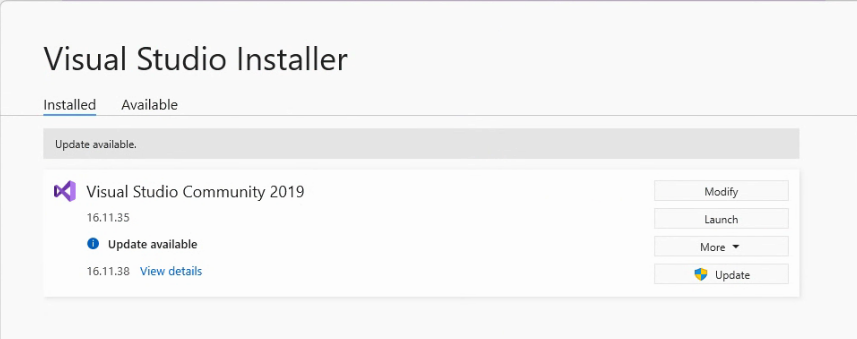 Visual Studio Installer
Installed Available
Update available.
Visual Studio Community 2019
Modify
16.11.35
Launch
Update available
More
16.11.38 View details
Update